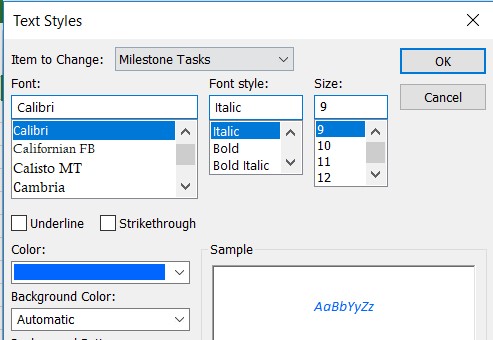 Text Styles
Item to Change: Milestone Tasks
OK
Font: Font style: Size:
Cancel
Calibri Italic 9
Calibri Italic 9
Californian FB Bold 10
Calisto MT Bold Italic 11
Cambria 12
Underline Strikethrough
Color: Sample
Background Color: AaBbYyZz
Automatic